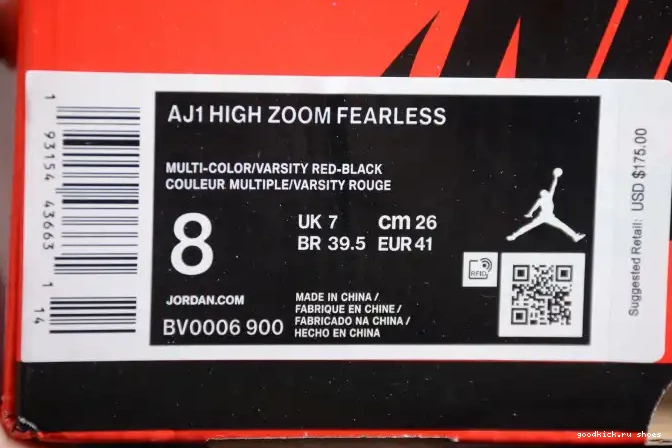 AJ1 HIGH ZOOM FEARLESS
MULTI-COLOR/VARSITY RED-BLACK
COULEUR MULTIPLE/VARSITY ROUGE
8
UK 7 cm 26
BR 39.5 EUR 41
JORDAN.COM
BV0006 900
MADE IN CHINA /
FABRIQUE EN CHINE /
FABRICADO NA CHINA /
HECHO EN CHINA
RFID
Suggested Retail: USD $175.00
1 93154 43663 1
14
goodkick.ru shoes